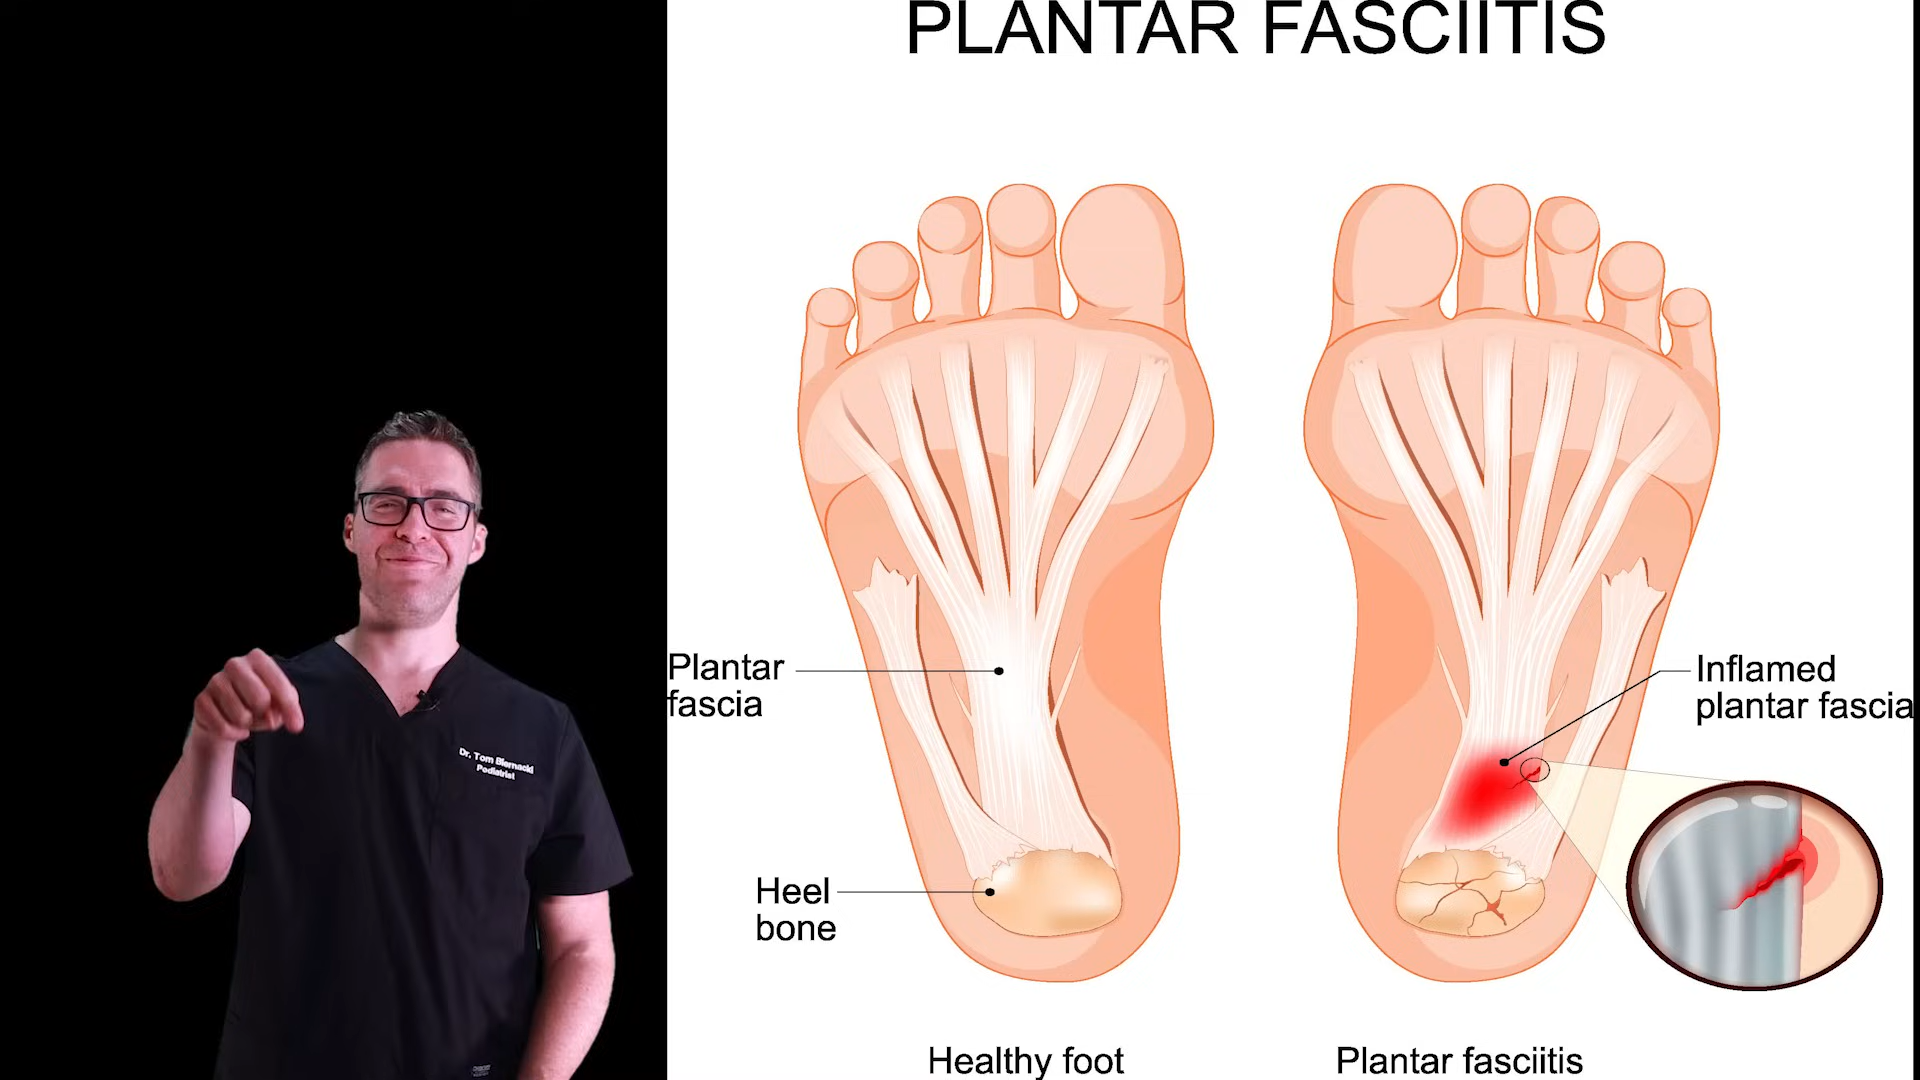 PLANTAR FASCIITIS
Plantar
fascia
Inflamed
plantar fascia
Heel
bone
Healthy foot
Plantar fasciitis
Dr. Tom Biernacki
Podiatrist